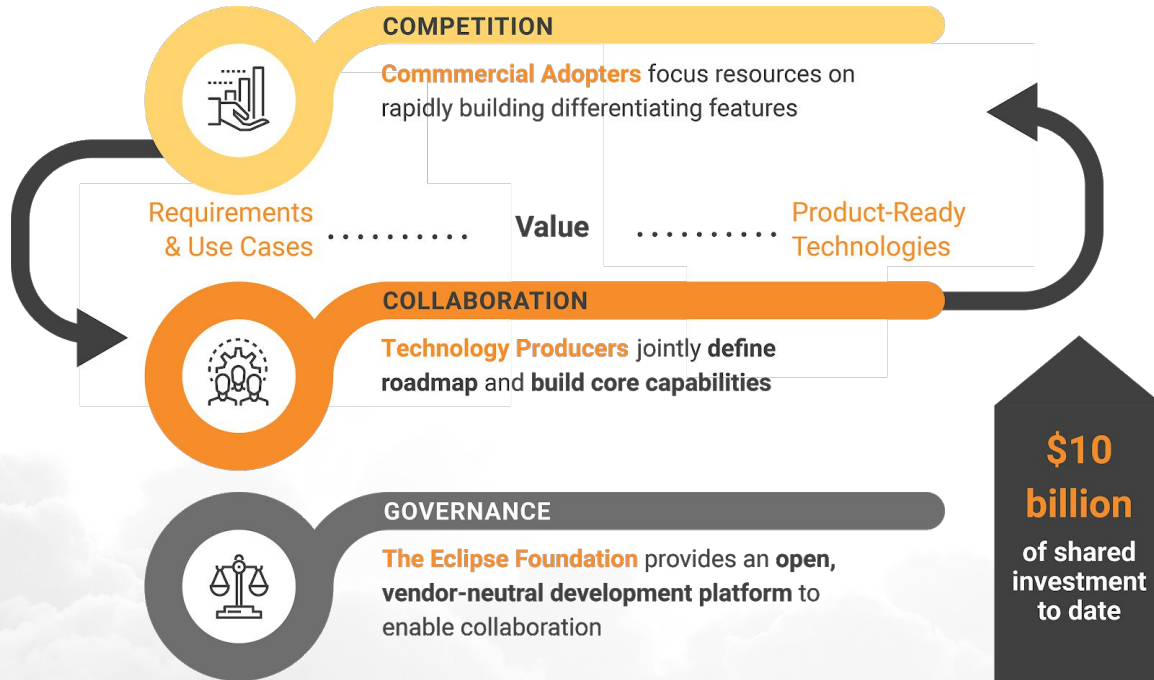 COMPETITION
Commmercial Adopters focus resources on
rapidly building differentiating features
Requirements
& Use Cases
Value
Product-Ready
Technologies
COLLABORATION
Technology Producers jointly define
roadmap and build core capabilities
GOVERNANCE
The Eclipse Foundation provides an open,
vendor-neutral development platform to
enable collaboration
$10
billion
of shared
investment
to date